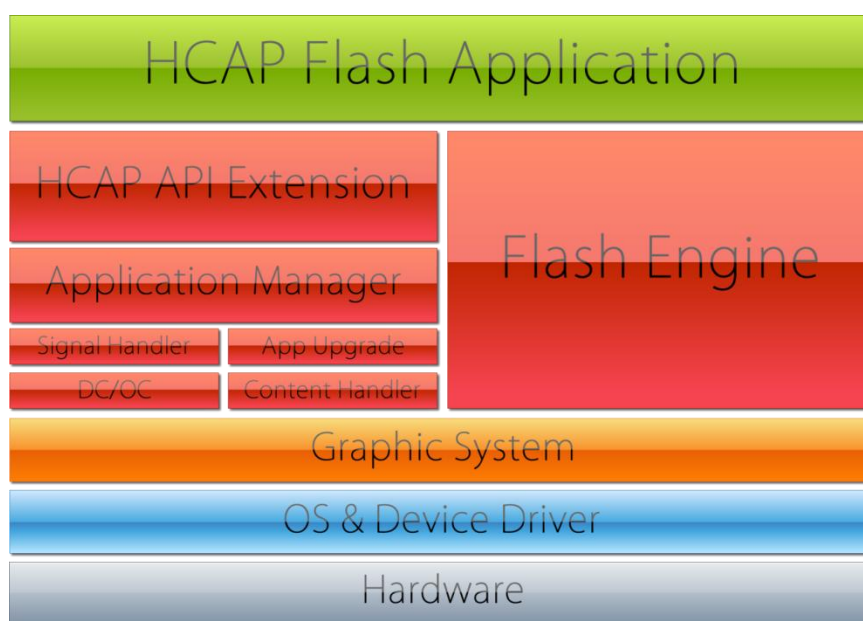 HCAP Flash Application
HCAP API Extension
Flash Engine
Application Manager
Signal Handler
App Upgrade
DC/OC
Content Handler
Graphic System
OS & Device Driver
Hardware